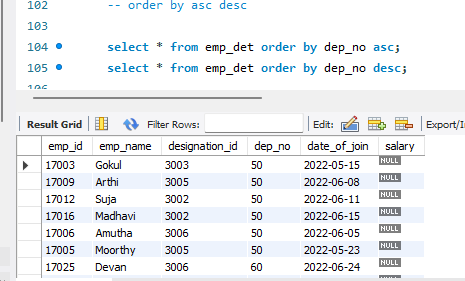 102 -- order by asc desc
103
104 select * from emp_det order by dep_no asc;
105 select * from emp_det order by dep_no desc;
106
Result Grid Filter Rows: Edit: Export/I
emp_id emp_name designation_id dep_no date_of_join salary
17003 Gokul 3003 50 2022-05-15 NULL
17009 Arthi 3005 50 2022-06-08 NULL
17012 Suja 3002 50 2022-06-11 NULL
17016 Madhavi 3002 50 2022-06-15 NULL
17006 Amutha 3006 50 2022-06-05 NULL
17005 Moorthy 3005 50 2022-05-23 NULL
17025 Devan 3006 60 2022-06-24 NULL